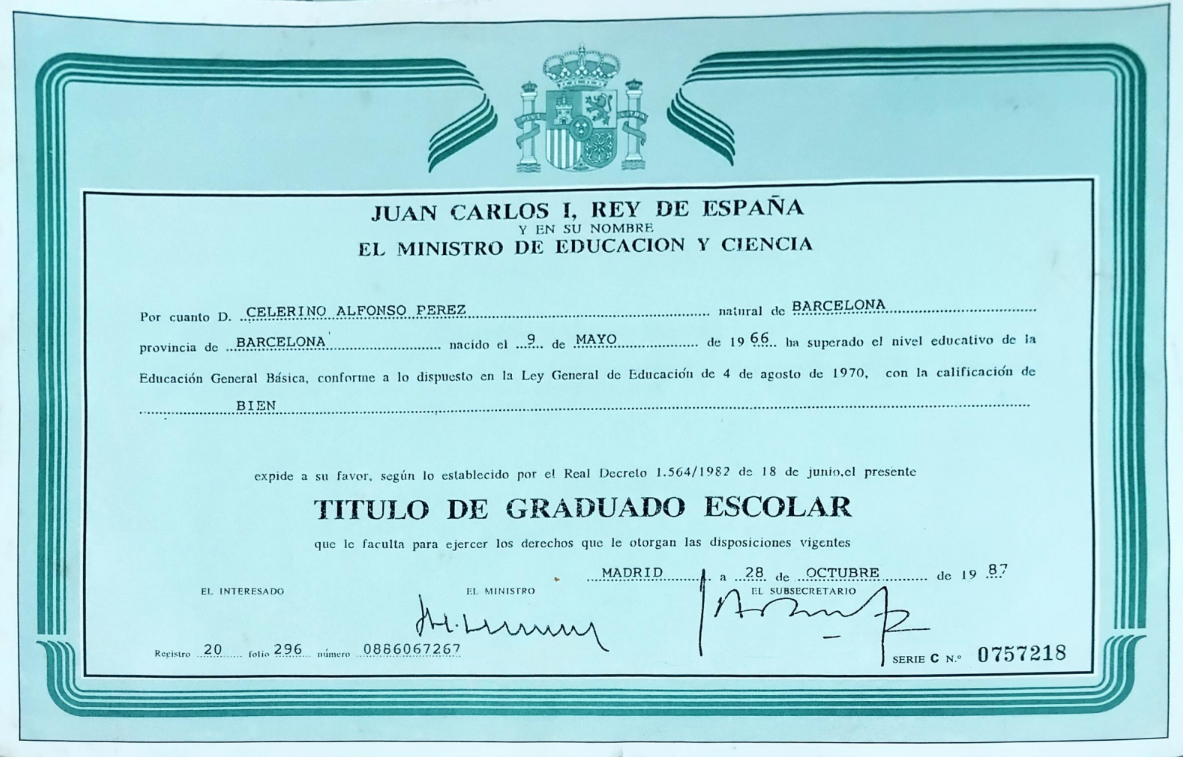 PLUS
ULTRA
JUAN CARLOS I, REY DE ESPAÑA
Y EN SU NOMBRE
EL MINISTRO DE EDUCACION Y CIENCIA
Por cuanto D. CELERINO ALFONSO PEREZ natural de BARCELONA
provincia de BARCELONA nacido el 9 de MAYO de 1966 ha superado el nivel educativo de la
Educación General Básica, conforme a lo dispuesto en la Ley General de Educación de 4 de agosto de 1970, con la calificación de
BIEN
expide a su favor, según lo establecido por el Real Decreto 1.564/1982 de 18 de junio,el presente
TITULO DE GRADUADO ESCOLAR
que le faculta para ejercer los derechos que le otorgan las disposiciones vigentes
MADRID a 28 de OCTUBRE de 1987
EL INTERESADO EL MINISTRO EL SUBSECRETARIO
Registro 20 folio 296 número 0886067267 SERIE C N.º 0757218